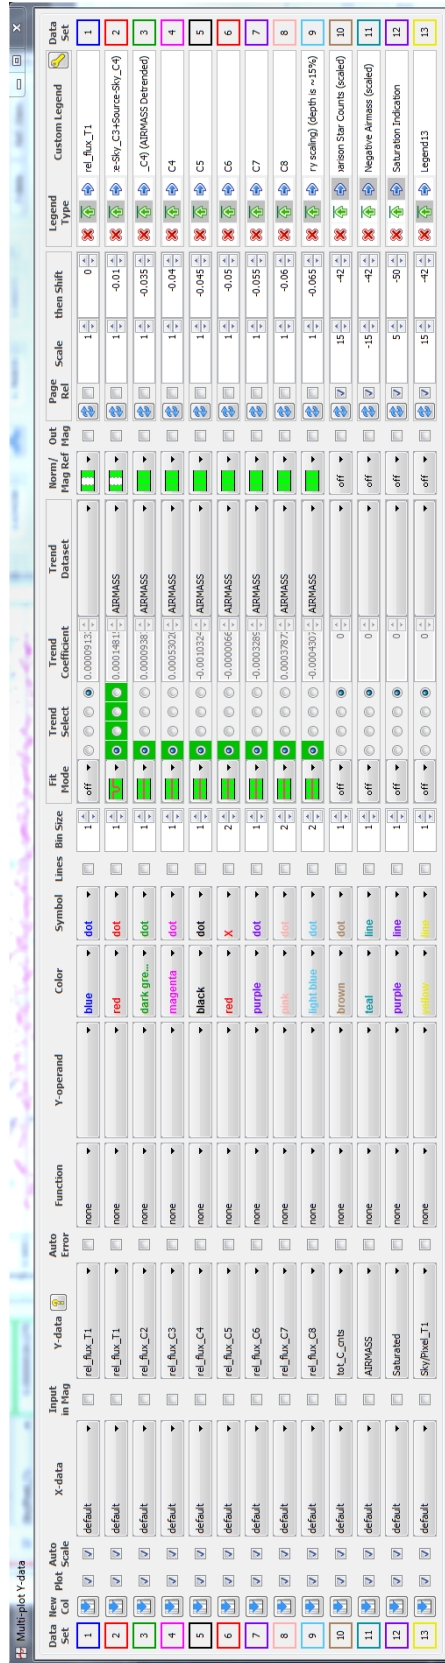 Multi-plot Y-data
Data Set New Col Plot Auto Scale X-data Input in Mag Y-data Auto Error Function Y-operand Color Symbol Lines Bin Size Fit Mode Trend Select Trend Coefficient Trend Dataset Norm/ Mag Ref Out Mag Page Rel Scale then Shift Legend Type Custom Legend Data Set
1 default rel_flux_T1 none blue dot 1 off 0.0000913 1 0 rel_flux_T1 1
2 default rel_flux_T1 none red dot 1 0.0001481 AIRMASS 1 -0.01 :e-Sky_C3+Source-Sky_C4) 2
3 default rel_flux_C2 none dark gre... dot 1 0.0000938 AIRMASS 1 -0.035 _C4) (AIRMASS Detrended) 3
4 default rel_flux_C3 none magenta dot 1 0.0005302 AIRMASS 1 -0.04 C4 4
5 default rel_flux_C4 none black dot 1 -0.0010324 AIRMASS 1 -0.045 C5 5
6 default rel_flux_C5 none red X 2 -0.0000066 AIRMASS 1 -0.05 C6 6
7 default rel_flux_C6 none purple dot 1 -0.0003289 AIRMASS 1 -0.055 C7 7
8 default rel_flux_C7 none pink dot 2 0.0003787 AIRMASS 1 -0.06 C8 8
9 default rel_flux_C8 none light blue dot 2 -0.0004307 AIRMASS 1 -0.065 ry scaling) (depth is ~15%) 9
10 default tot_C_cnts none brown dot 1 off 0 off 15 -42 arison Star Counts (scaled) 10
11 default AIRMASS none teal line 1 off 0 off -15 -42 Negative Airmass (scaled) 11
12 default Saturated none purple line 1 off 0 off 5 -50 Saturation Indication 12
13 default Sky/Pixel_T1 none yellow line 1 off 0 off 15 -42 Legend13 13